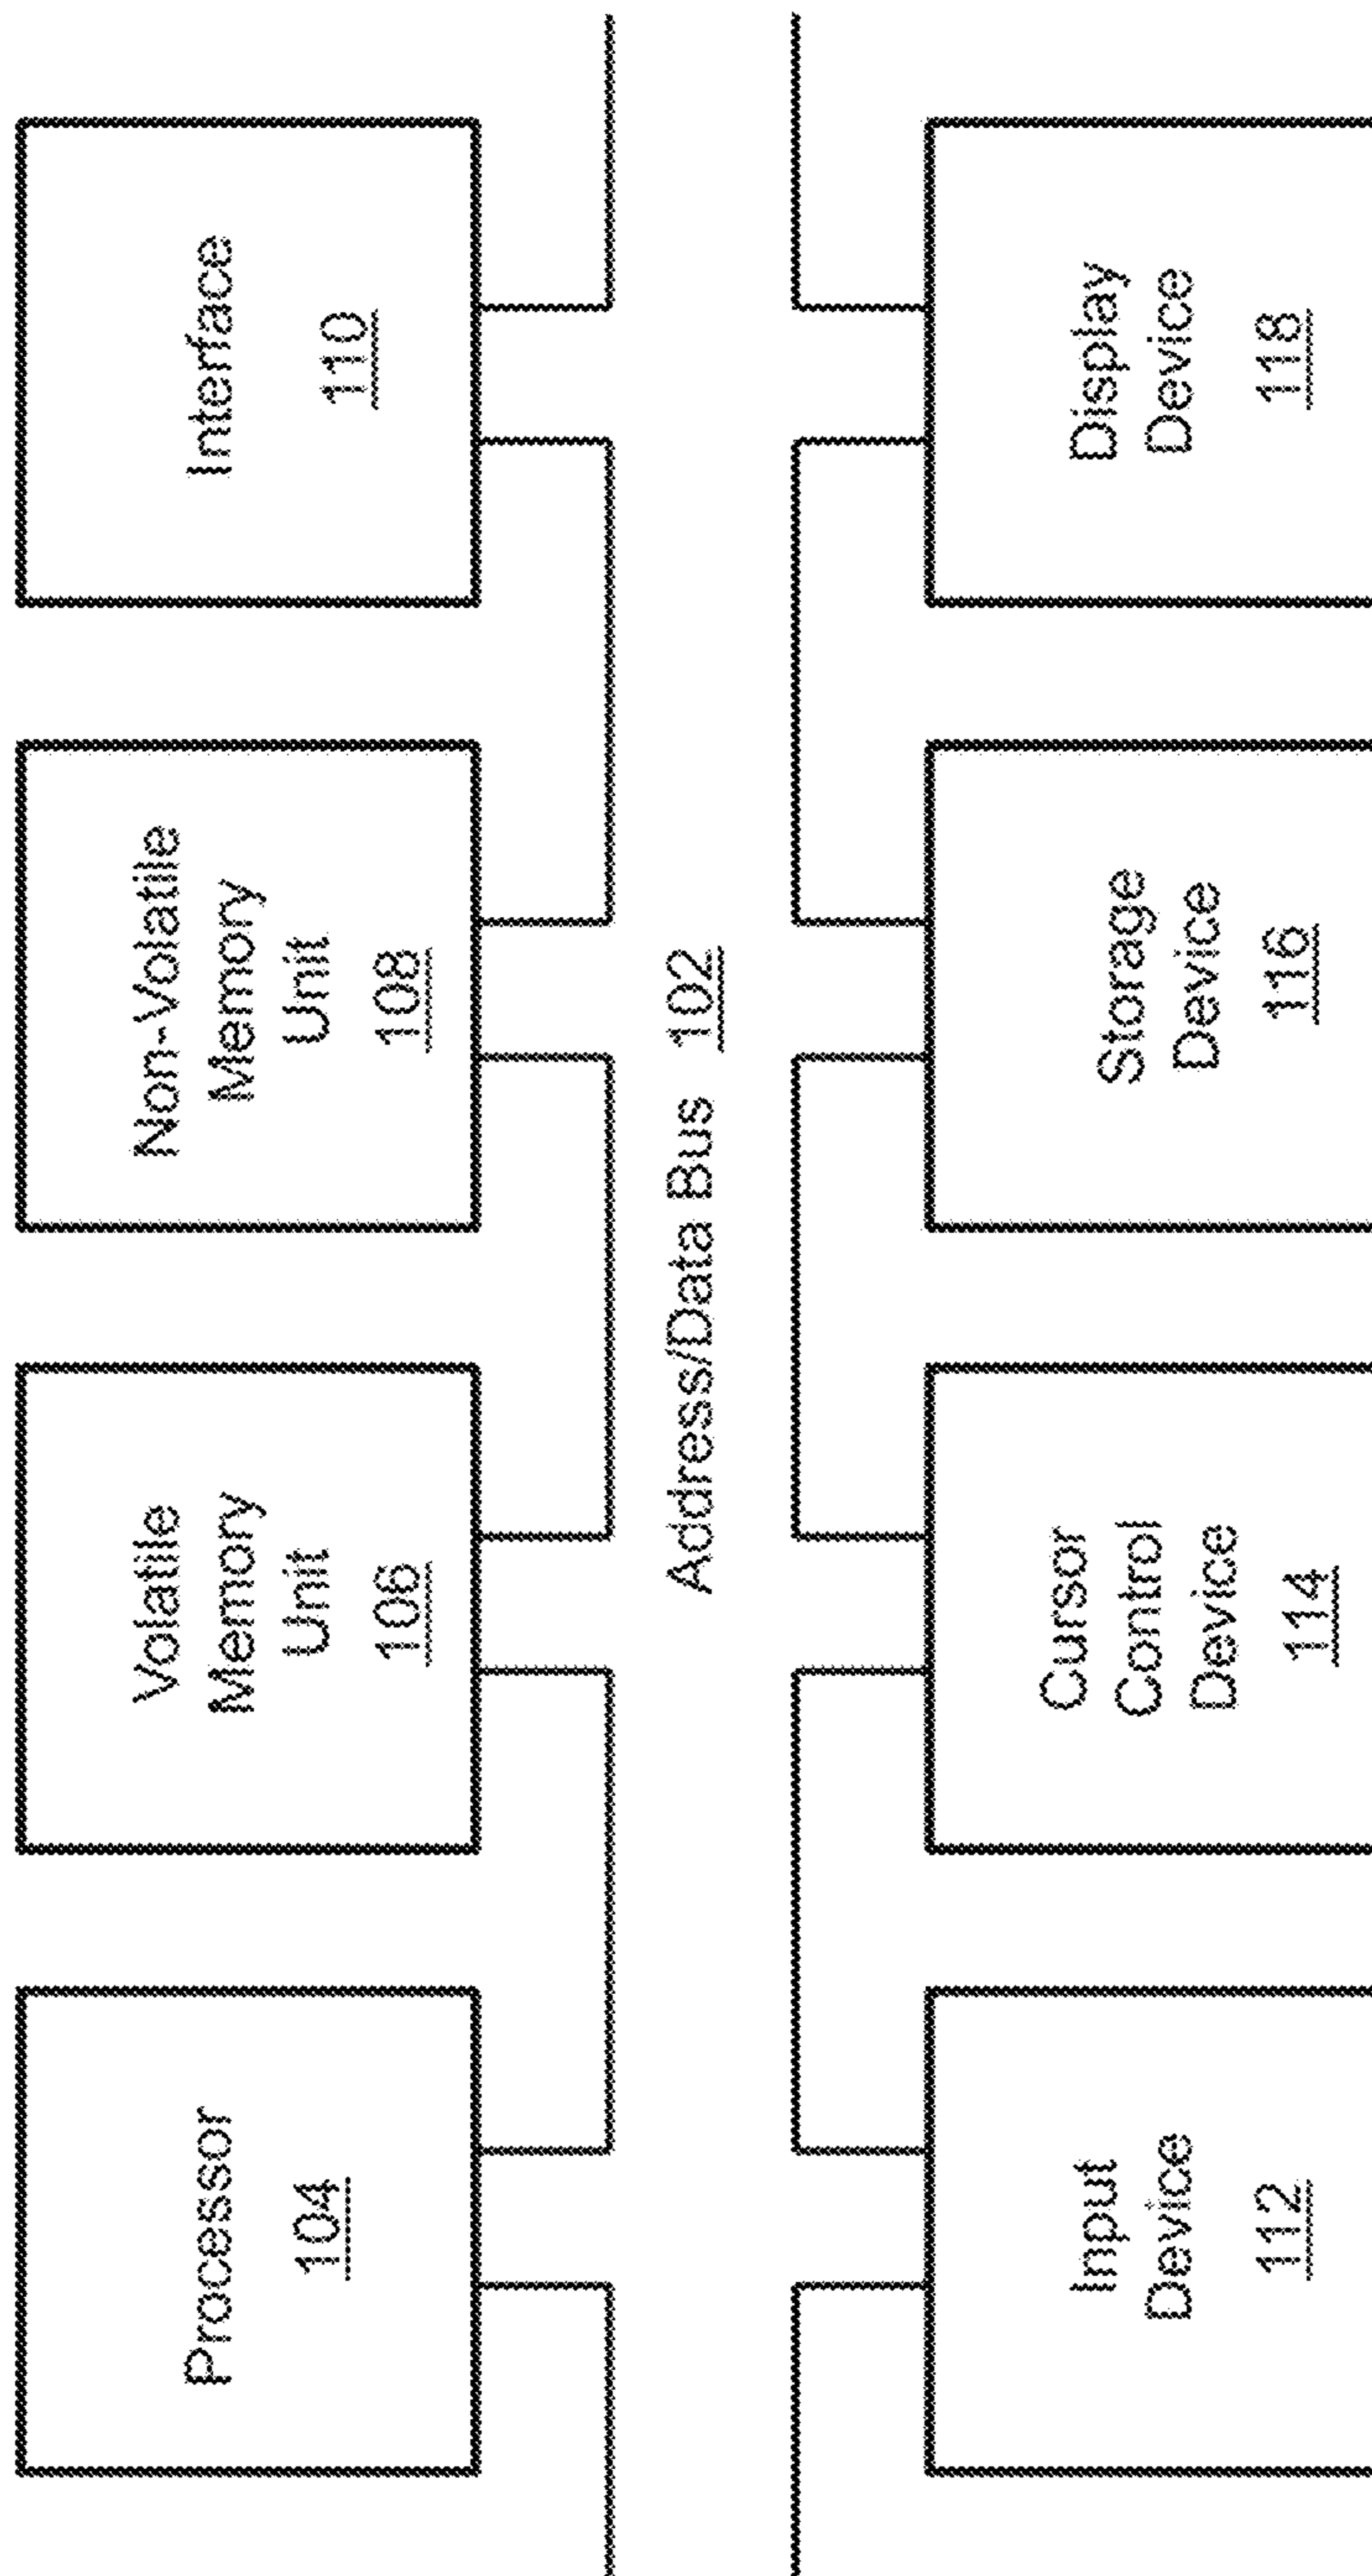 Processor
104
Volatile
Memory
Unit
106
Non-Volatile
Memory
Unit
108
Interface
110
Address/Data Bus 102
Input
Device
112
Cursor
Control
Device
114
Storage
Device
116
Display
Device
118